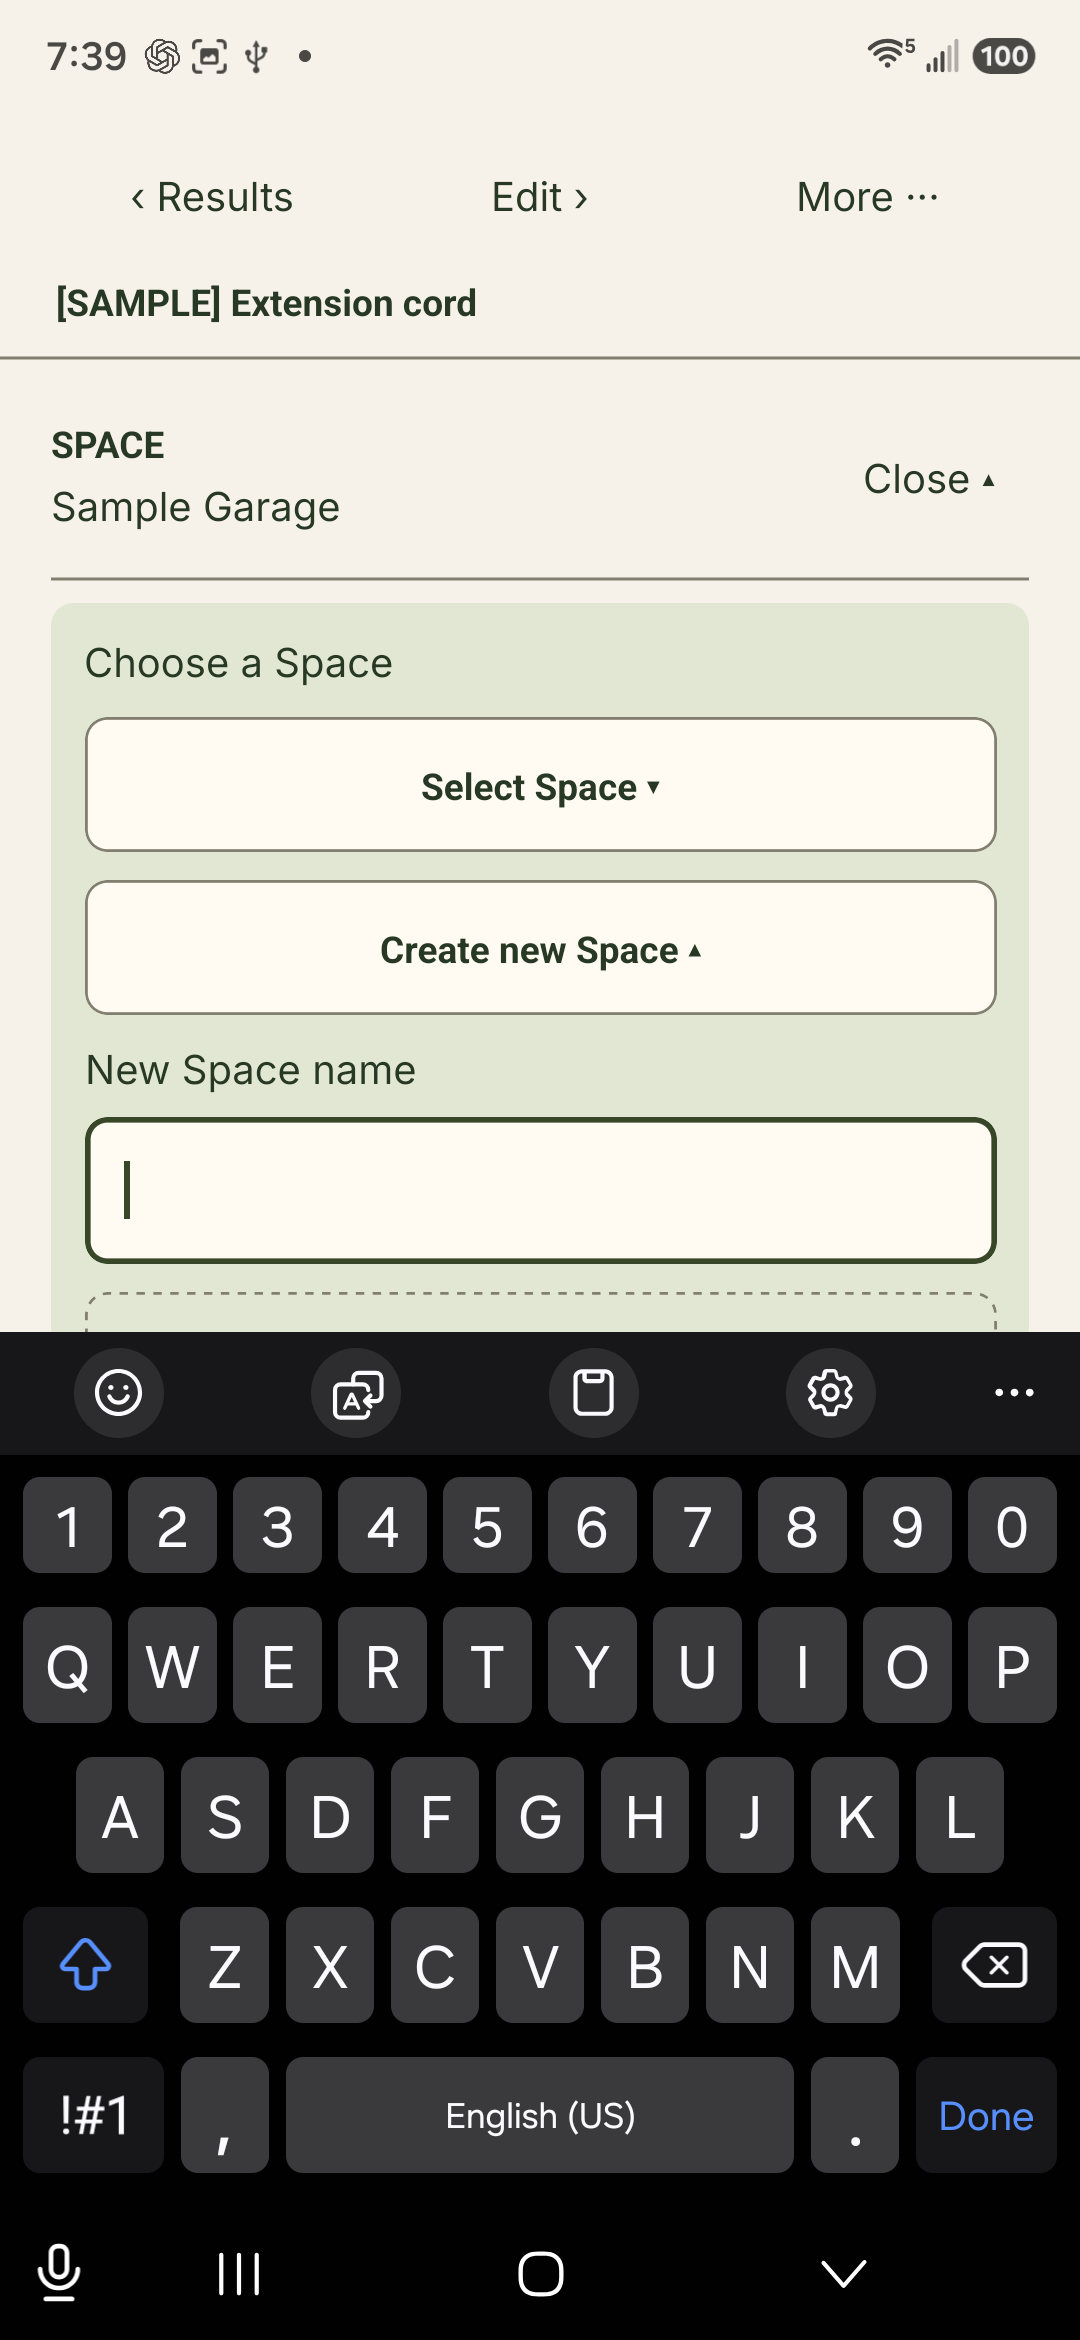 7:39
5
100
‹ Results
Edit ›
More ···
[SAMPLE] Extension cord
SPACE
Sample Garage
Close ▴
Choose a Space
Select Space ▾
Create new Space ▴
New Space name
A
1 2 3 4 5 6 7 8 9 0
Q W E R T Y U I O P
A S D F G H J K L
Z X C V B N M
!#1 , English (US) . Done